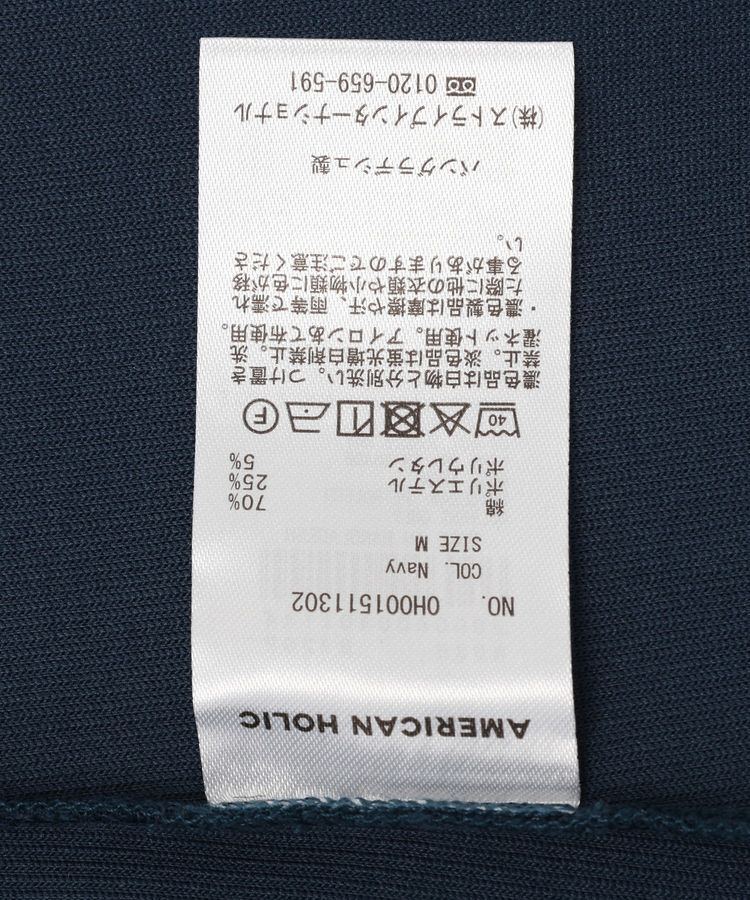 AMERICAN HOLIC
NO. OH001511302
COL. Navy
SIZE M
綿 70%
ポリエステル 25%
ポリウレタン 5%
40 F
濃色品は白物と分別洗い。つけ置き
禁止。淡色品は蛍光増白剤禁止。洗
濯ネット使用。アイロンあて布使用。
・濃色製品は摩擦や汗、雨等で濡れ
た際に他の衣類や小物に色が移
る事がありますのでご注意くださ
い。
バングラデシュ製
(株)ストライプインターナショナル
0120-659-591